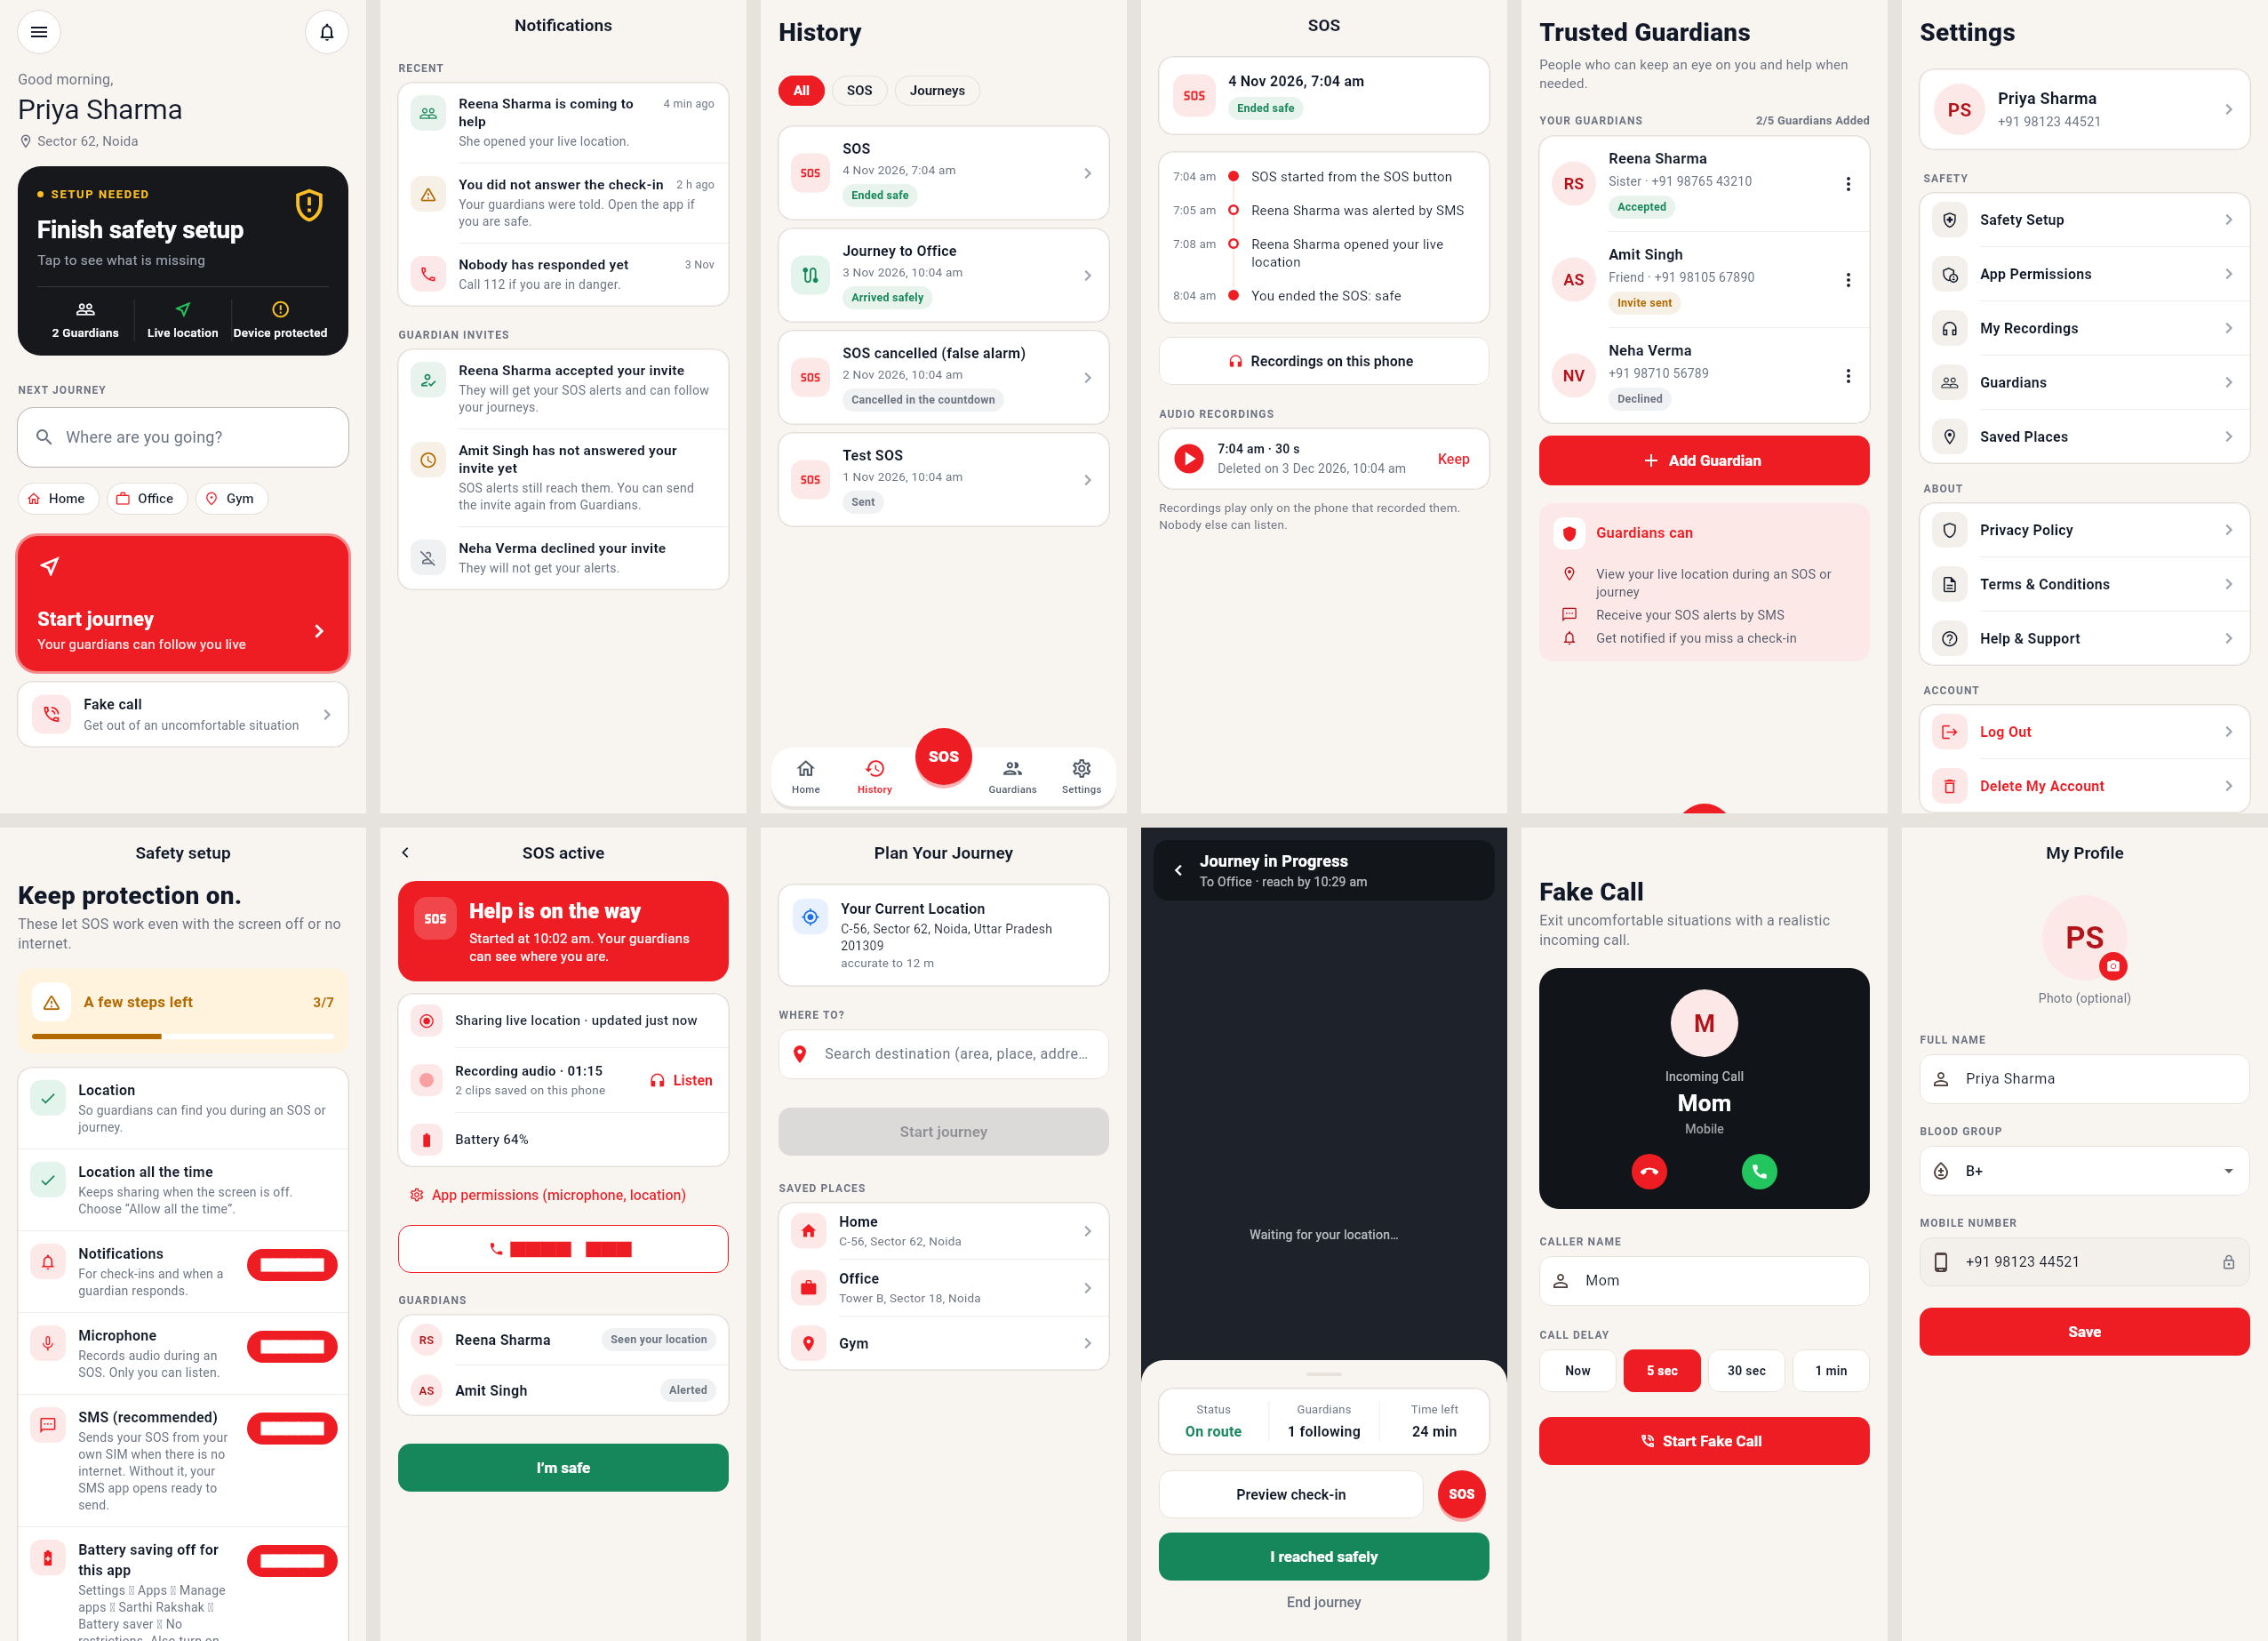 Good morning,
Priya Sharma
Sector 62, Noida
SETUP NEEDED
Finish safety setup
Tap to see what is missing
2 Guardians
Live location
Device protected
NEXT JOURNEY
Where are you going?
Home
Office
Gym
Start journey
Your guardians can follow you live
Fake call
Get out of an uncomfortable situation
Notifications
RECENT
Reena Sharma is coming to
help
4 min ago
She opened your live location.
You did not answer the check-in
2 h ago
Your guardians were told. Open the app if
you are safe.
Nobody has responded yet
3 Nov
Call 112 if you are in danger.
GUARDIAN INVITES
Reena Sharma accepted your invite
They will get your SOS alerts and can follow
your journeys.
Amit Singh has not answered your
invite yet
SOS alerts still reach them. You can send
the invite again from Guardians.
Neha Verma declined your invite
They will not get your alerts.
History
All
SOS
Journeys
SOS
SOS
4 Nov 2026, 7:04 am
Ended safe
Journey to Office
3 Nov 2026, 10:04 am
Arrived safely
SOS
SOS cancelled (false alarm)
2 Nov 2026, 10:04 am
Cancelled in the countdown
SOS
Test SOS
1 Nov 2026, 10:04 am
Sent
SOS
Home
History
Guardians
Settings
SOS
SOS
4 Nov 2026, 7:04 am
Ended safe
7:04 am
SOS started from the SOS button
7:05 am
Reena Sharma was alerted by SMS
7:08 am
Reena Sharma opened your live
location
8:04 am
You ended the SOS: safe
Recordings on this phone
AUDIO RECORDINGS
7:04 am · 30 s
Deleted on 3 Dec 2026, 10:04 am
Keep
Recordings play only on the phone that recorded them.
Nobody else can listen.
Trusted Guardians
People who can keep an eye on you and help when
needed.
YOUR GUARDIANS
2/5 Guardians Added
RS
Reena Sharma
Sister · +91 98765 43210
Accepted
AS
Amit Singh
Friend · +91 98105 67890
Invite sent
NV
Neha Verma
+91 98710 56789
Declined
Add Guardian
Guardians can
View your live location during an SOS or
journey
Receive your SOS alerts by SMS
Get notified if you miss a check-in
Settings
PS
Priya Sharma
+91 98123 44521
SAFETY
Safety Setup
App Permissions
My Recordings
Guardians
Saved Places
ABOUT
Privacy Policy
Terms & Conditions
Help & Support
ACCOUNT
Log Out
Delete My Account
Safety setup
Keep protection on.
These let SOS work even with the screen off or no
internet.
A few steps left
3/7
Location
So guardians can find you during an SOS or
journey.
Location all the time
Keeps sharing when the screen is off.
Choose “Allow all the time”.
Notifications
For check-ins and when a
guardian responds.
Microphone
Records audio during an
SOS. Only you can listen.
SMS (recommended)
Sends your SOS from your
own SIM when there is no
internet. Without it, your
SMS app opens ready to
send.
Battery saving off for
this app
Settings Apps Manage
apps Sarthi Rakshak
Battery saver No
restrictions. Also turn on
SOS active
SOS
Help is on the way
Started at 10:02 am. Your guardians
can see where you are.
Sharing live location · updated just now
Recording audio · 01:15
2 clips saved on this phone
Listen
Battery 64%
App permissions (microphone, location)
GUARDIANS
RS
Reena Sharma
Seen your location
AS
Amit Singh
Alerted
I’m safe
Plan Your Journey
Your Current Location
C-56, Sector 62, Noida, Uttar Pradesh
201309
accurate to 12 m
WHERE TO?
Search destination (area, place, addre…
Start journey
SAVED PLACES
Home
C-56, Sector 62, Noida
Office
Tower B, Sector 18, Noida
Gym
Journey in Progress
To Office · reach by 10:29 am
Waiting for your location…
Status
On route
Guardians
1 following
Time left
24 min
Preview check-in
SOS
I reached safely
End journey
Fake Call
Exit uncomfortable situations with a realistic
incoming call.
M
Incoming Call
Mom
Mobile
CALLER NAME
Mom
CALL DELAY
Now
5 sec
30 sec
1 min
Start Fake Call
My Profile
PS
Photo (optional)
FULL NAME
Priya Sharma
BLOOD GROUP
B+
MOBILE NUMBER
+91 98123 44521
Save